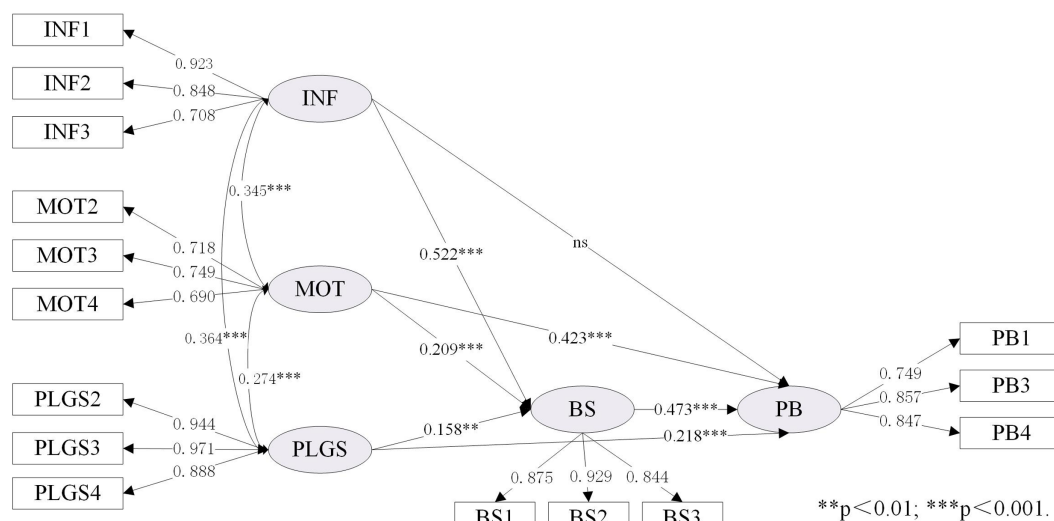 INF1
0.923
INF2
0.848
INF
INF3
0.708
0.345***
MOT2
0.718
ns
MOT3
0.749
0.522***
MOT
MOT4
0.690
0.364***
0.423***
0.209***
PB1
0.274***
0.749
PLGS2
0.944
PB3
0.857
BS
0.473***
PB
0.847
PB4
0.158**
0.218***
PLGS3
0.971
PLGS
PLGS4
0.888
0.875
0.929
0.844
BS1
BS2
BS3
**p<0.01; ***p<0.001.